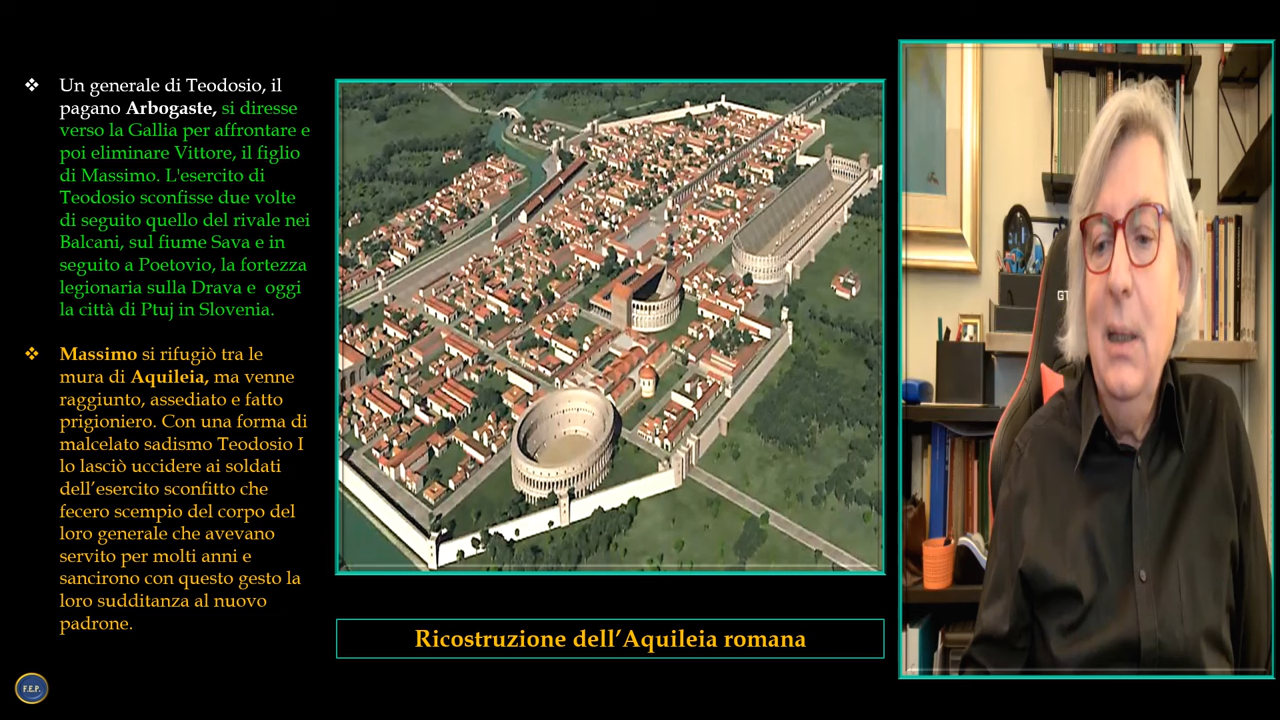 ❖ Un generale di Teodosio, il
pagano Arbogaste, si diresse
verso la Gallia per affrontare e
poi eliminare Vittore, il figlio
di Massimo. L'esercito di
Teodosio sconfisse due volte
di seguito quello del rivale nei
Balcani, sul fiume Sava e in
seguito a Poetovio, la fortezza
legionaria sulla Drava e oggi
la città di Ptuj in Slovenia.
❖ Massimo si rifugiò tra le
mura di Aquileia, ma venne
raggiunto, assediato e fatto
prigioniero. Con una forma di
malcelato sadismo Teodosio I
lo lasciò uccidere ai soldati
dell’esercito sconfitto che
fecero scempio del corpo del
loro generale che avevano
servito per molti anni e
sancirono con questo gesto la
loro sudditanza al nuovo
padrone.
Ricostruzione dell’Aquileia romana
GT
F.E.P.